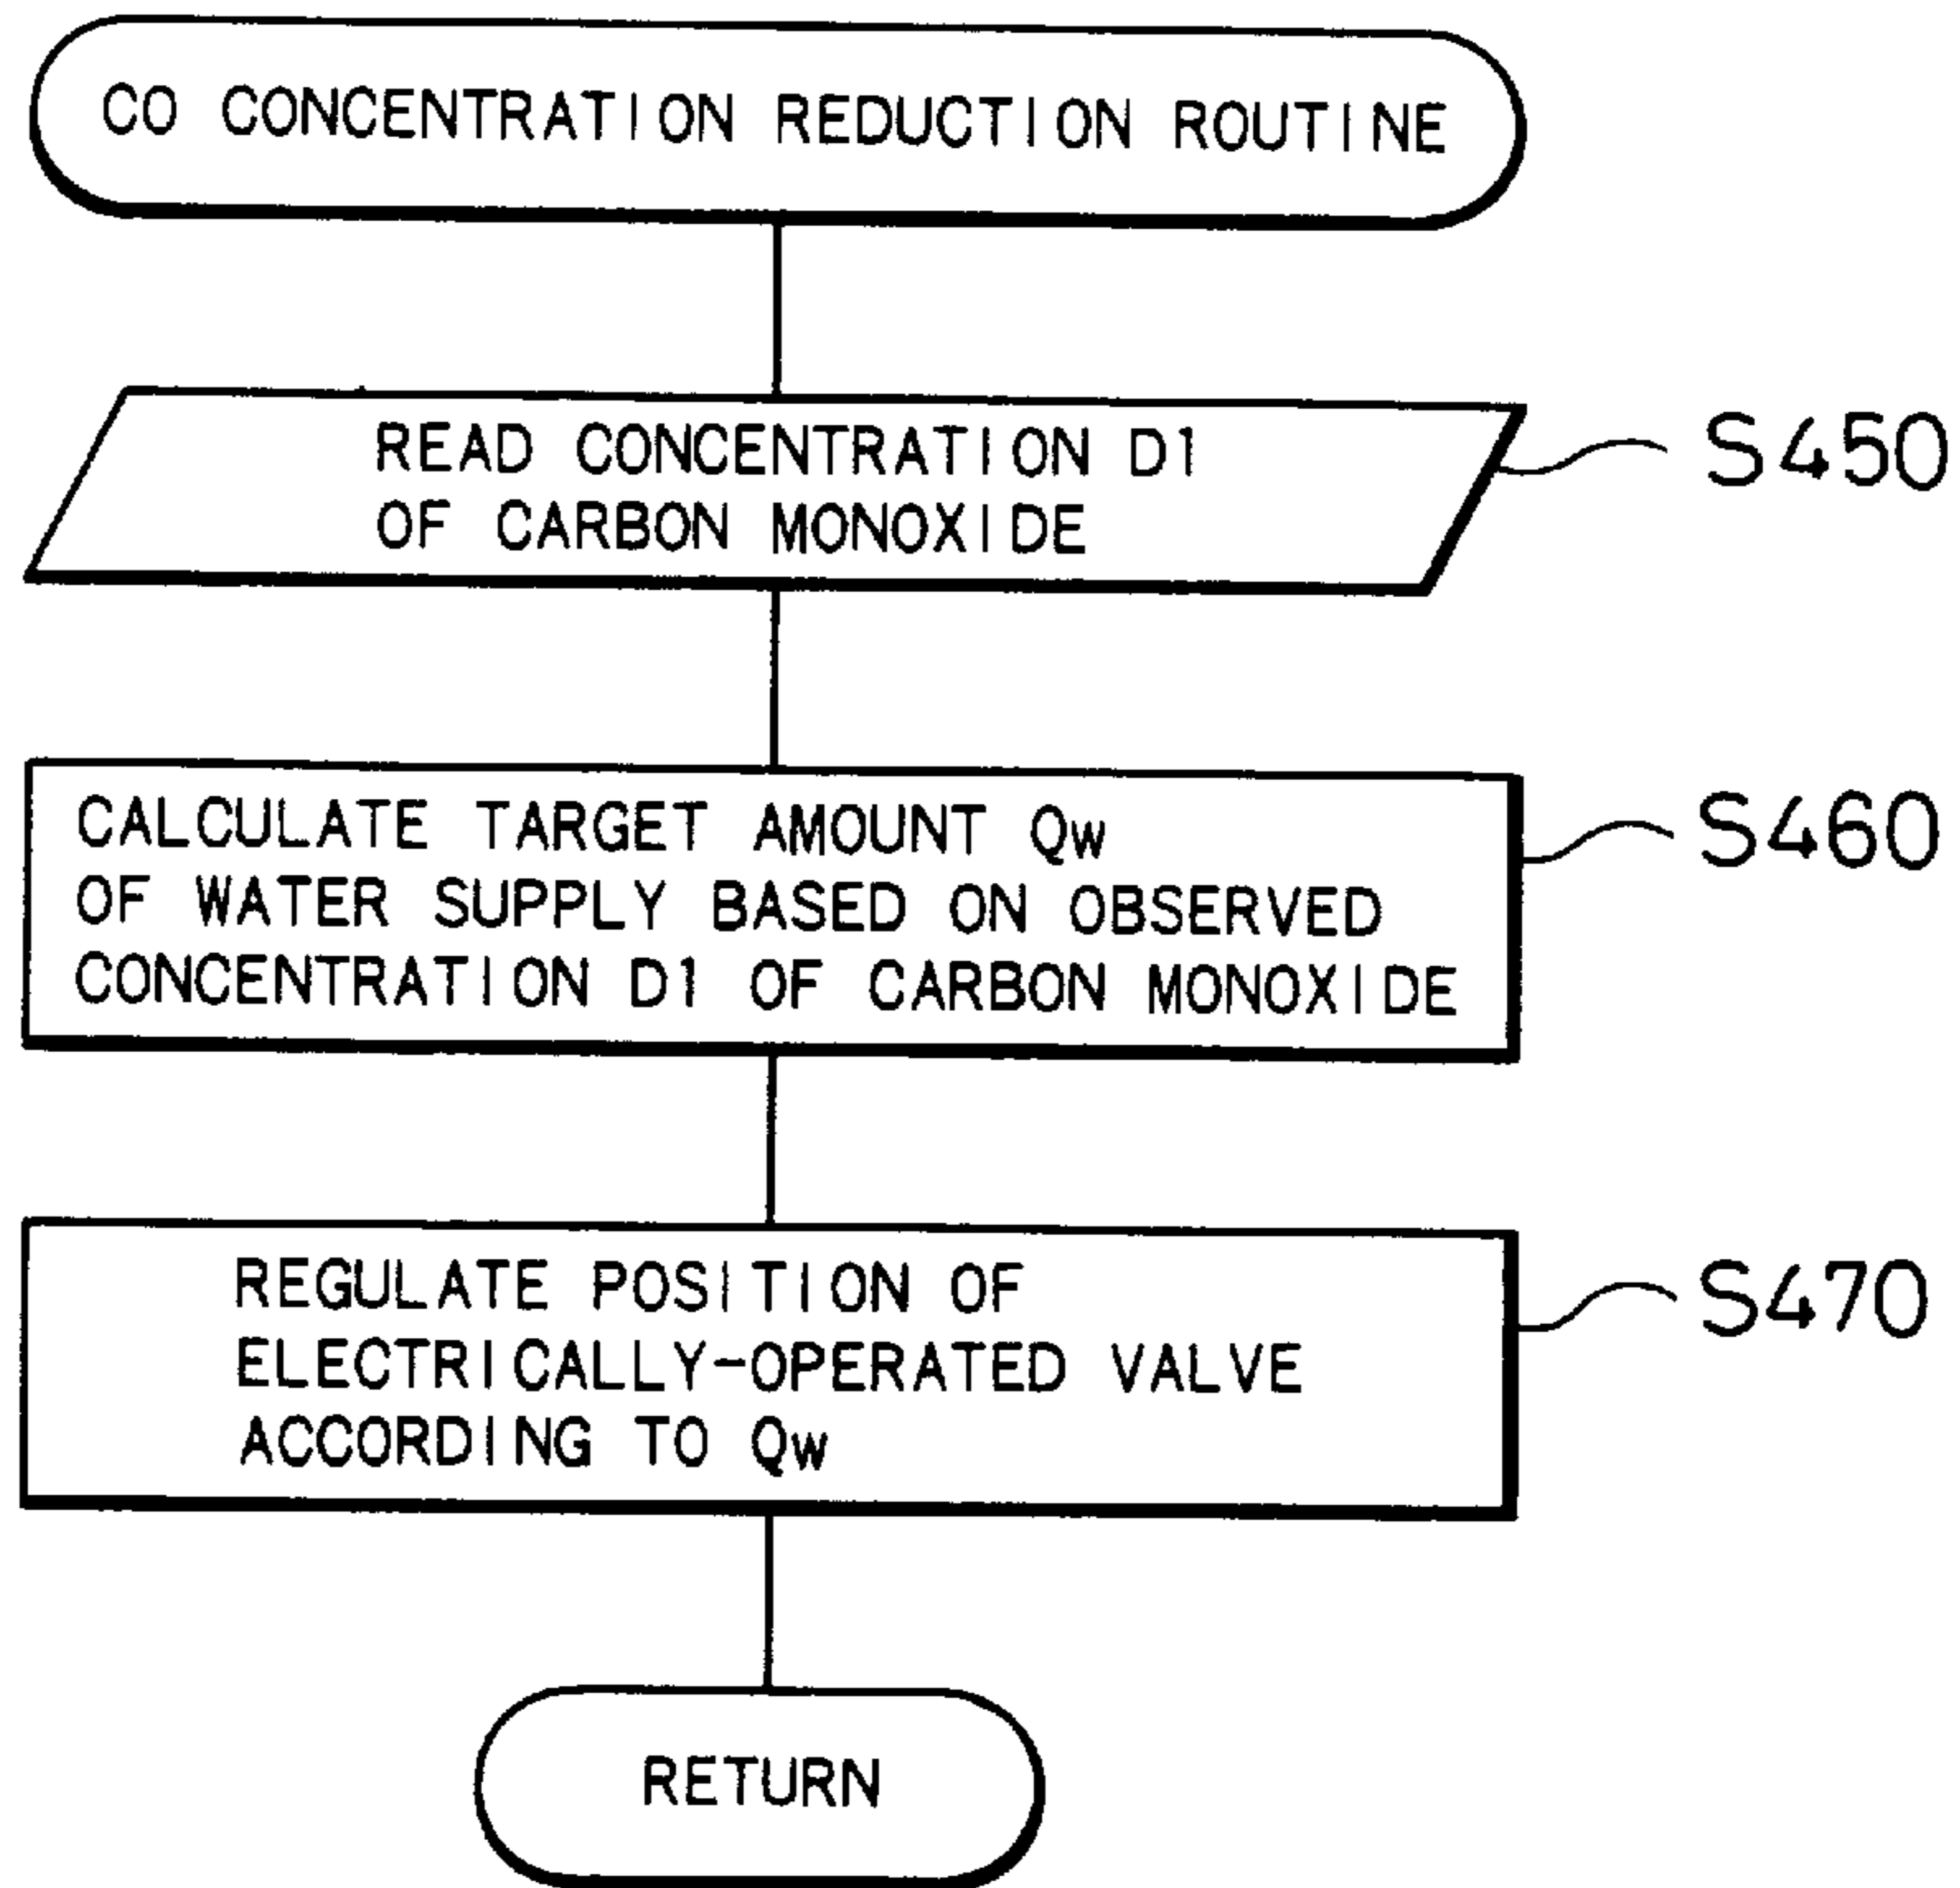 CO CONCENTRATION REDUCTION ROUTINE
READ CONCENTRATION D1
OF CARBON MONOXIDE
S450
CALCULATE TARGET AMOUNT Qw
OF WATER SUPPLY BASED ON OBSERVED
CONCENTRATION D1 OF CARBON MONOXIDE
S460
REGULATE POSITION OF
ELECTRICALLY-OPERATED VALVE
ACCORDING TO Qw
S470
RETURN